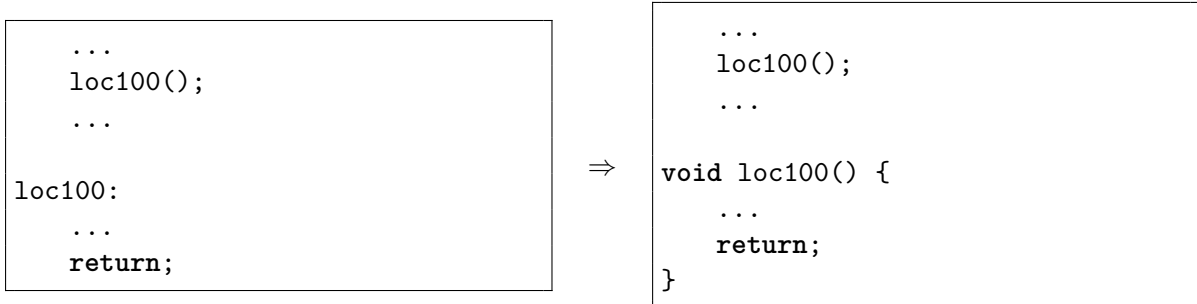 ...
loc100();
...
loc100:
...
return;
⇒
...
loc100();
...
void loc100() {
...
return;
}